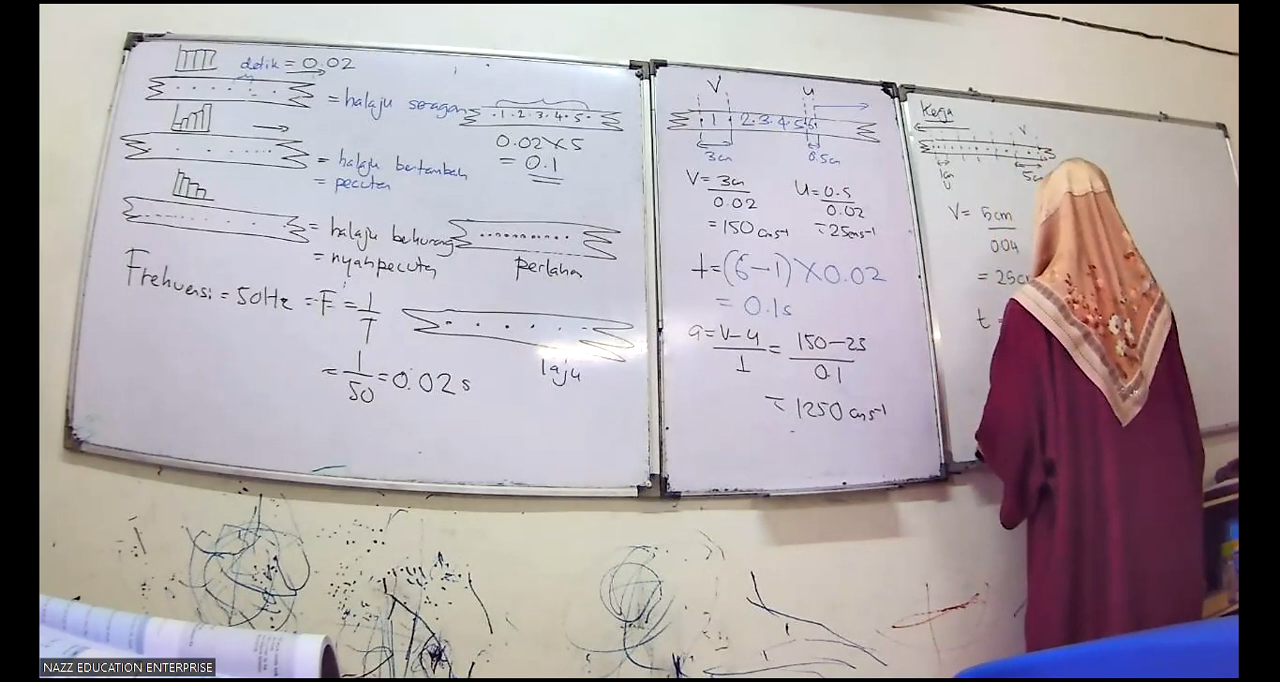 detik = 0.02
= halaju seragam
= halaju bertambah
= pecutan
= halaju bekurang
= nyahpecutan
Frekuensi = 50Hz = F = 1/T
= 1/50 = 0.02 s
.1.2.3.4.5.
0.02 X 5
= 0.1
perlahan
laju
V u
1 2.3.4.5.6
3cm 0.5cm
V = 3cm/0.02
= 150 cms-1
U = 0.5/0.02
= 25cms-1
t = (6-1) X 0.02
= 0.1s
a = V-U/1 = 150-25/0.1
= 1250 cms-1
Kerja
V
1cm 5cm
U
V = 5cm/0.04
= 25c
t =
NAZZ EDUCATION ENTERPRISE